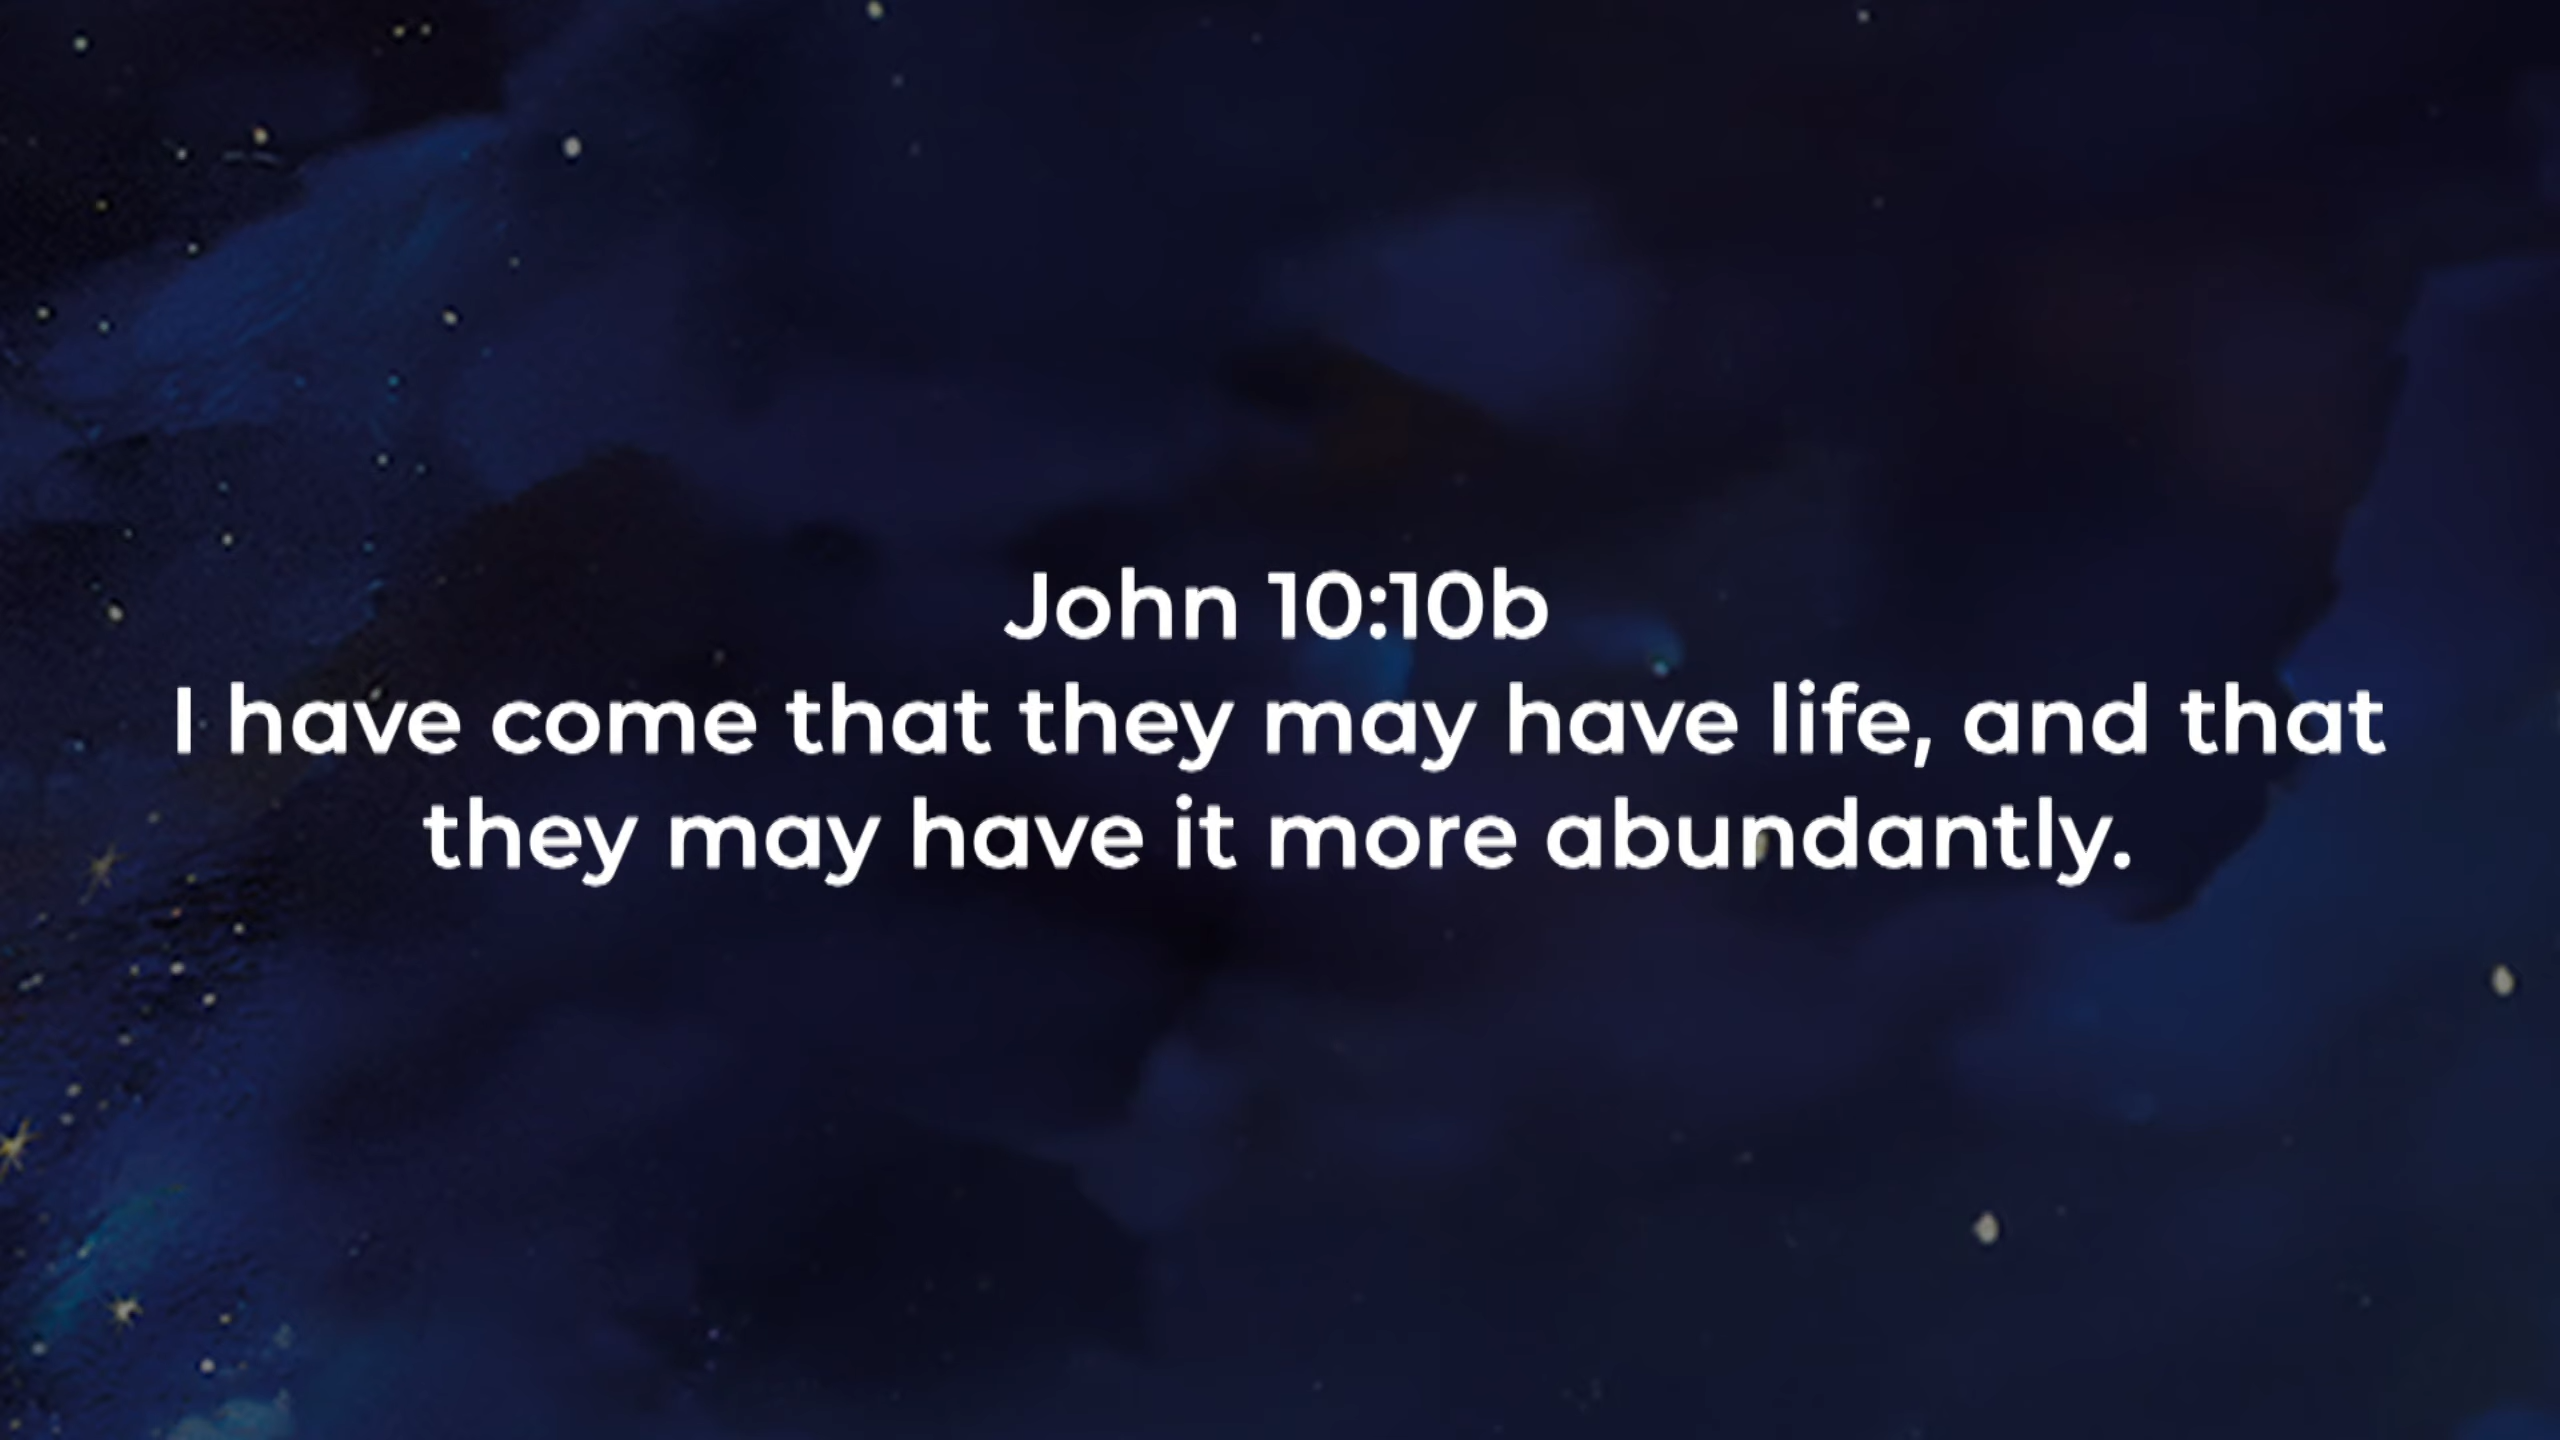 John 10:10b
I have come that they may have life, and that
they may have it more abundantly.